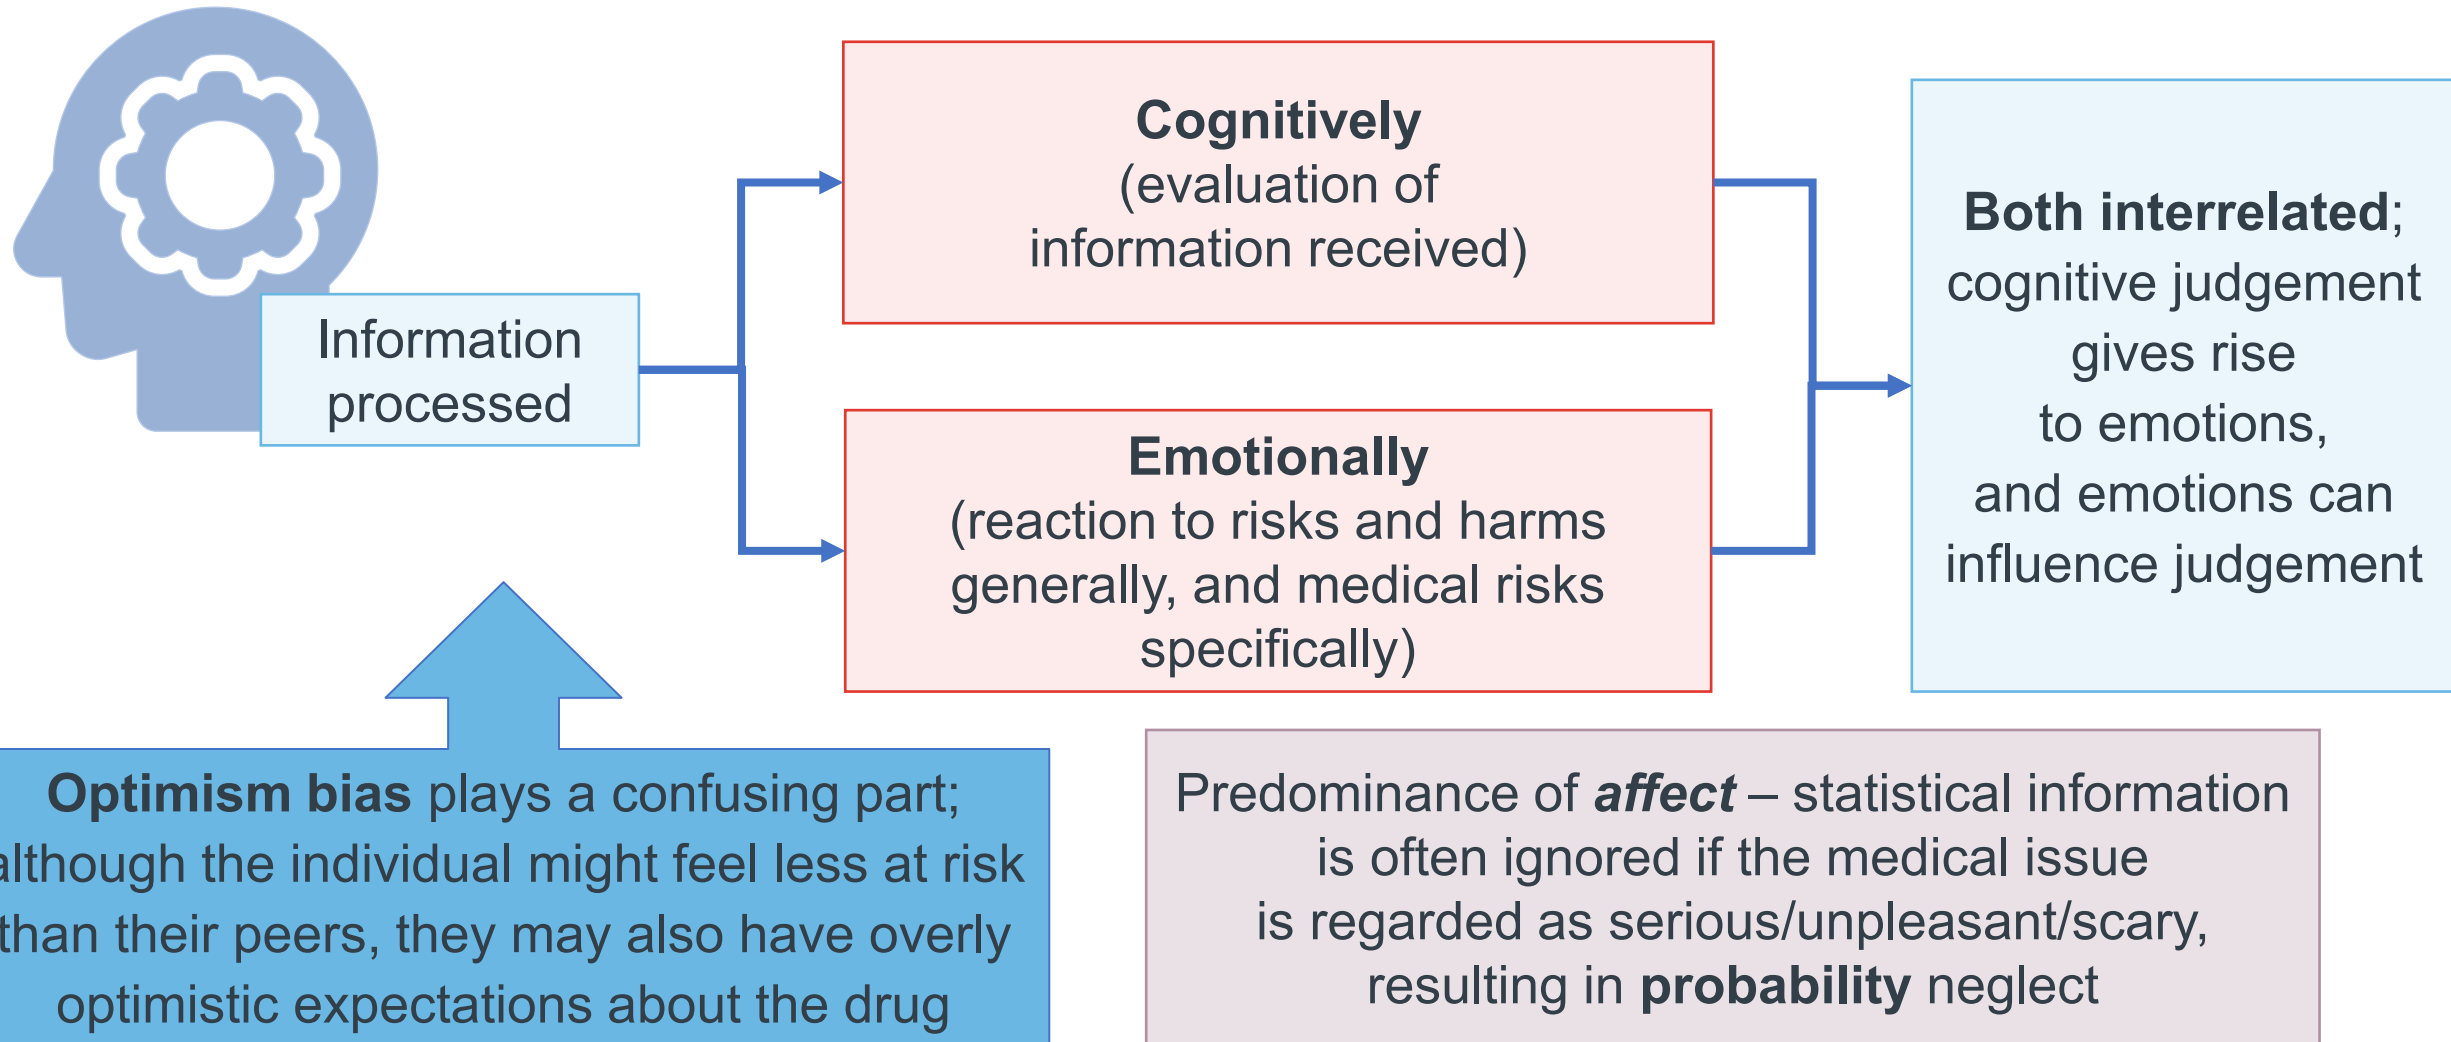 Information
processed
Cognitively
(evaluation of
information received)
Emotionally
(reaction to risks and harms
generally, and medical risks
specifically)
Both interrelated;
cognitive judgement
gives rise
to emotions,
and emotions can
influence judgement
Optimism bias plays a confusing part;
although the individual might feel less at risk
than their peers, they may also have overly
optimistic expectations about the drug
Predominance of affect – statistical information
is often ignored if the medical issue
is regarded as serious/unpleasant/scary,
resulting in probability neglect